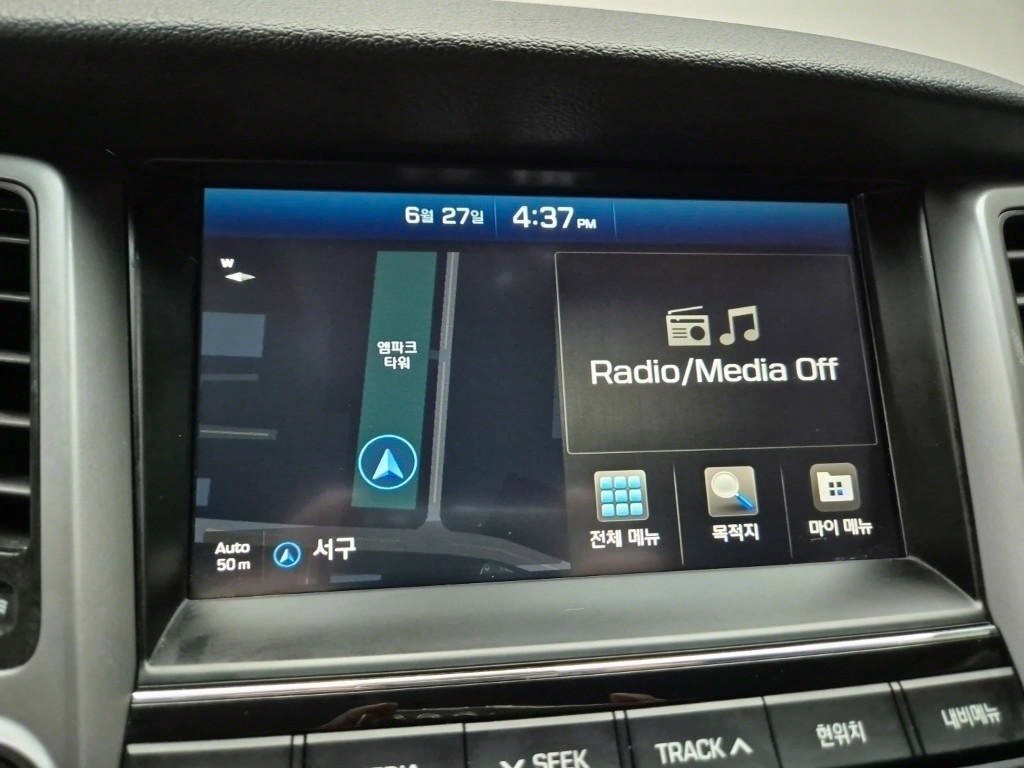 6월 27일 4:37 PM
W
엠파크
타워
Radio/Media Off
전체 메뉴
목적지
마이 메뉴
Auto
50 m
서구
SEEK
TRACK
현위치
내비메뉴